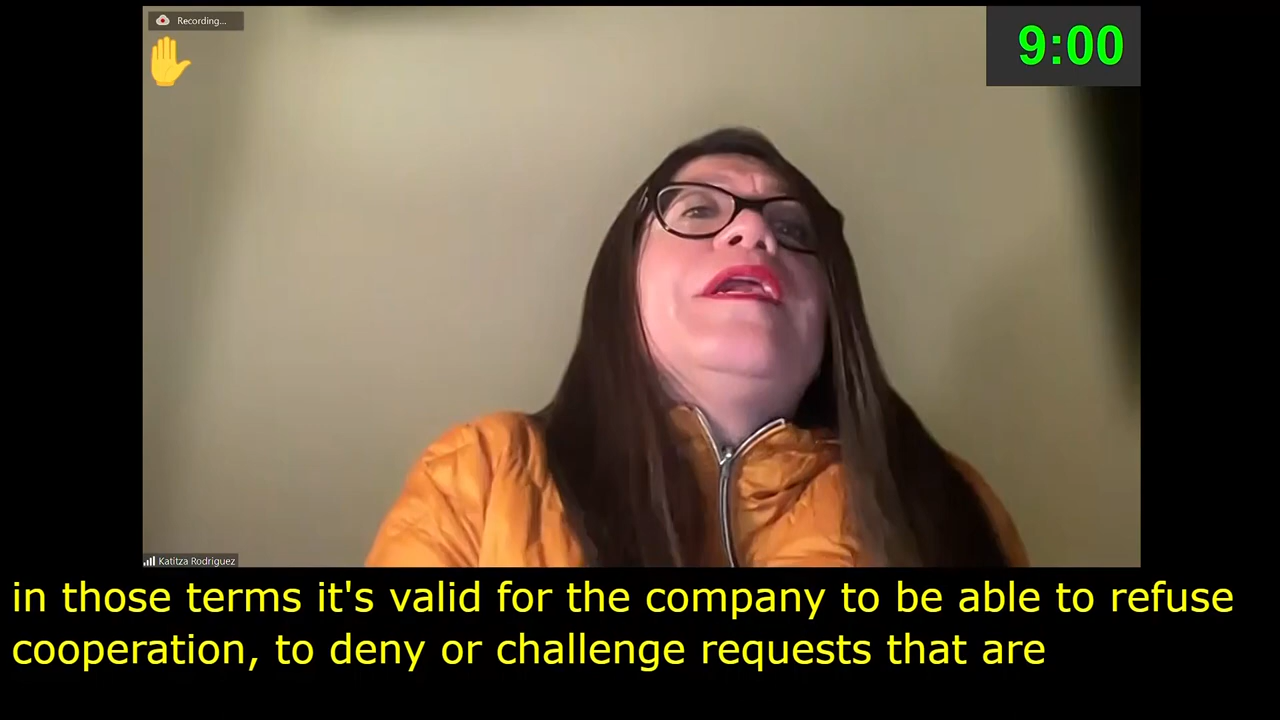 Recording...
9:00
Katitza Rodriguez
in those terms it's valid for the company to be able to refuse
cooperation, to deny or challenge requests that are